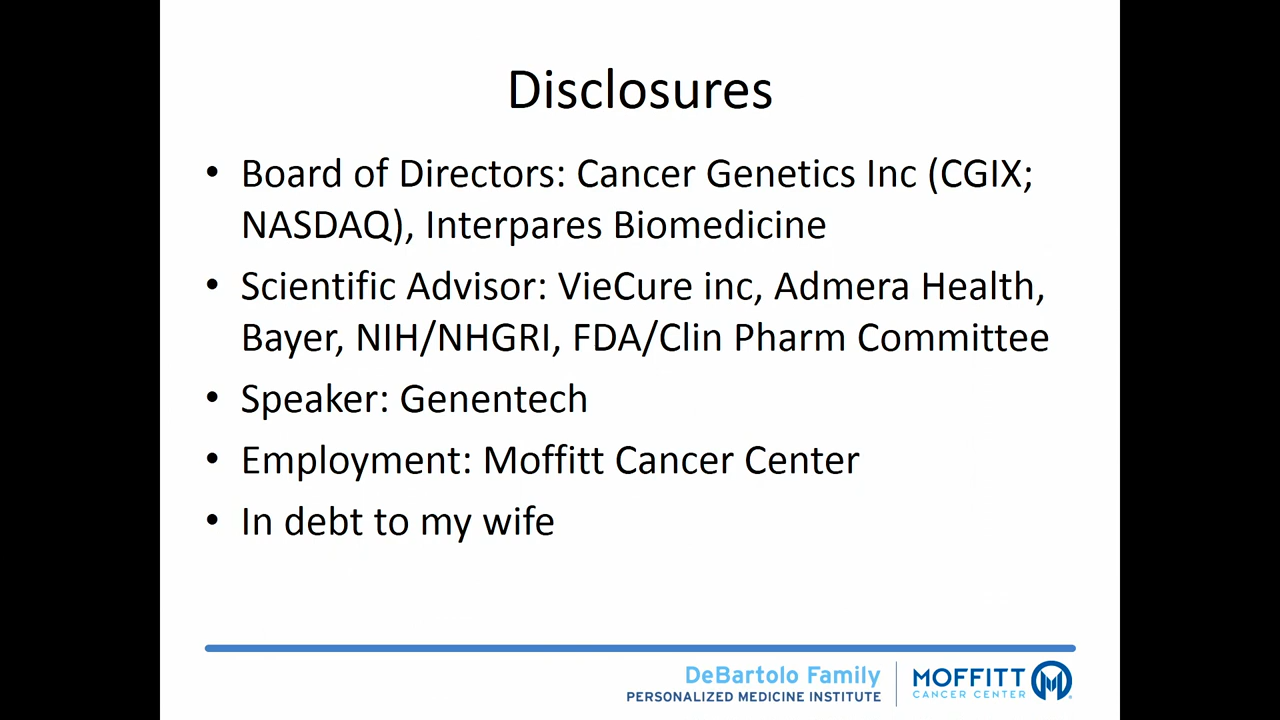 Disclosures
• Board of Directors: Cancer Genetics Inc (CGIX;
NASDAQ), Interpares Biomedicine
• Scientific Advisor: VieCure inc, Admera Health,
Bayer, NIH/NHGRI, FDA/Clin Pharm Committee
• Speaker: Genentech
• Employment: Moffitt Cancer Center
• In debt to my wife
DeBartolo Family
PERSONALIZED MEDICINE INSTITUTE
MOFFITT
CANCER CENTER